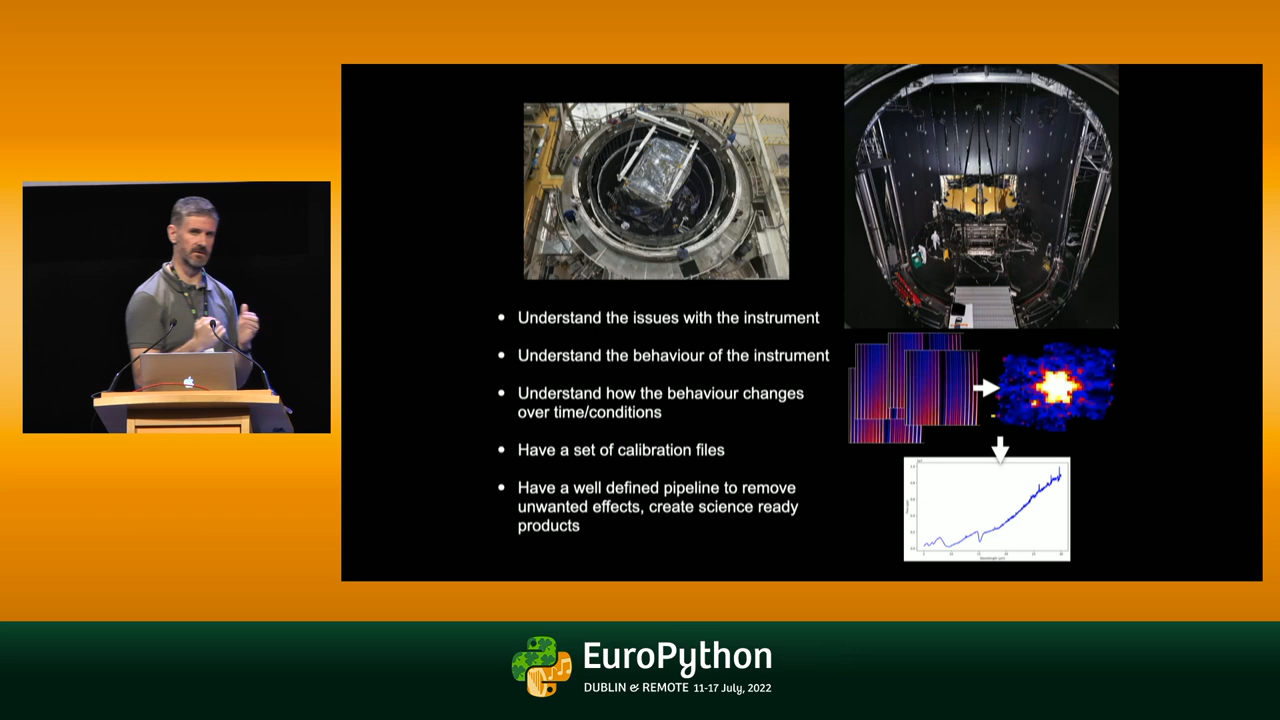 Understand the issues with the instrument
Understand the behaviour of the instrument
Understand how the behaviour changes
over time/conditions
Have a set of calibration files
Have a well defined pipeline to remove
unwanted effects, create science ready
products
EuroPython
DUBLIN & REMOTE 11-17 July, 2022